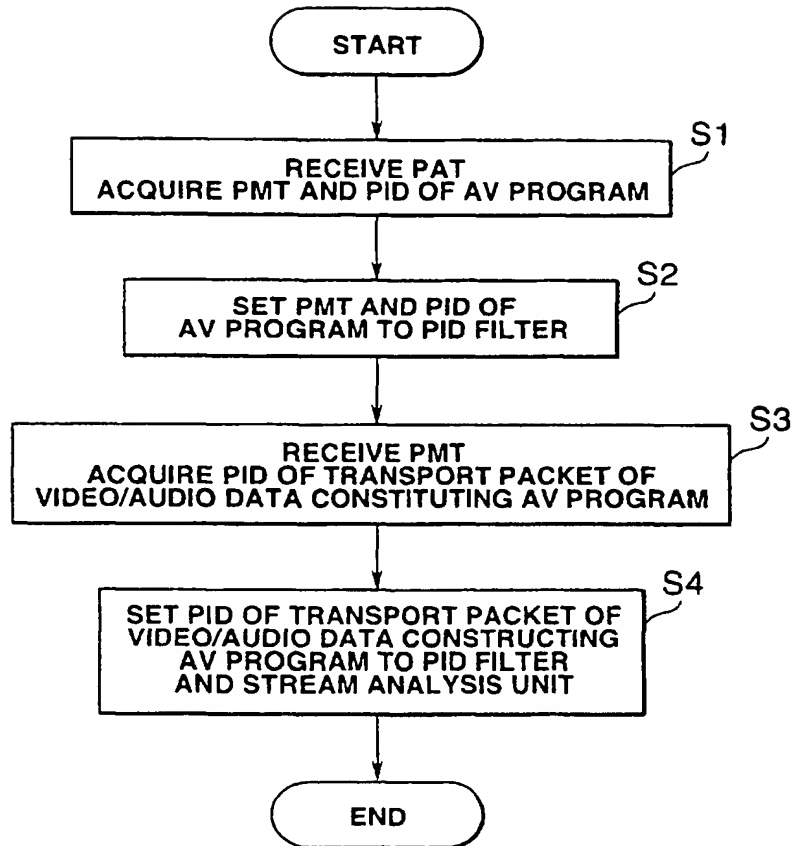 START
S1
RECEIVE PAT
ACQUIRE PMT AND PID OF AV PROGRAM
S2
SET PMT AND PID OF
AV PROGRAM TO PID FILTER
S3
RECEIVE PMT
ACQUIRE PID OF TRANSPORT PACKET OF
VIDEO/AUDIO DATA CONSTITUTING AV PROGRAM
S4
SET PID OF TRANSPORT PACKET OF
VIDEO/AUDIO DATA CONSTRUCTING
AV PROGRAM TO PID FILTER
AND STREAM ANALYSIS UNIT
END